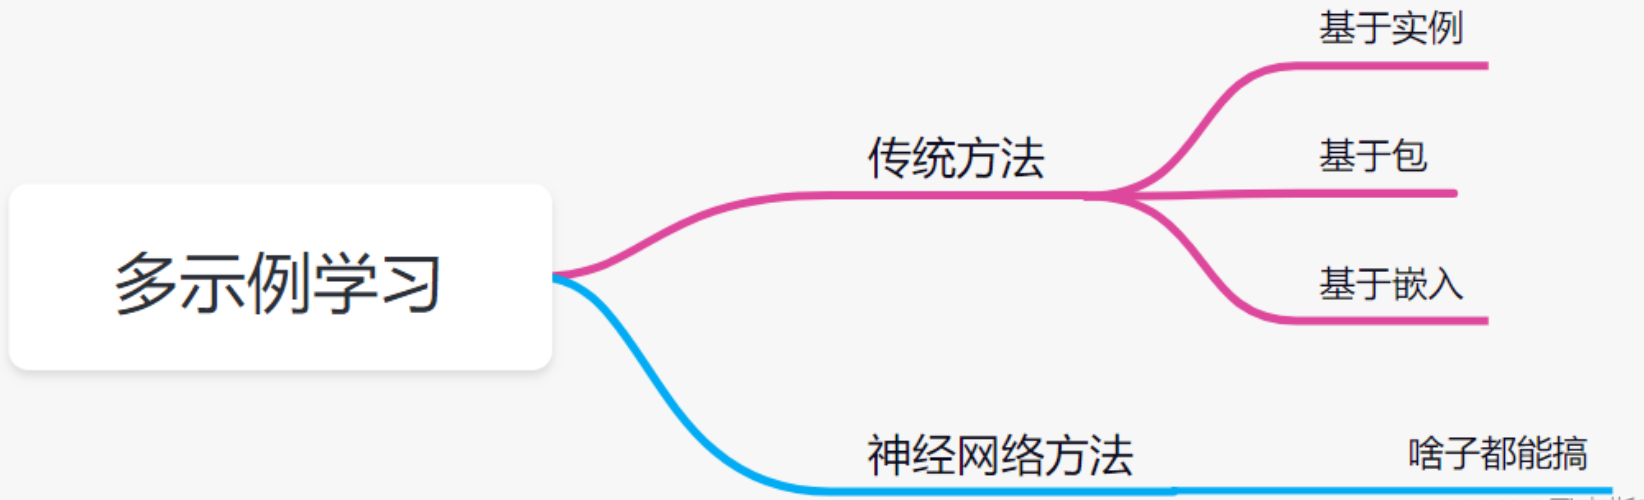 多示例学习
传统方法
基于实例
基于包
基于嵌入
神经网络方法
啥子都能搞